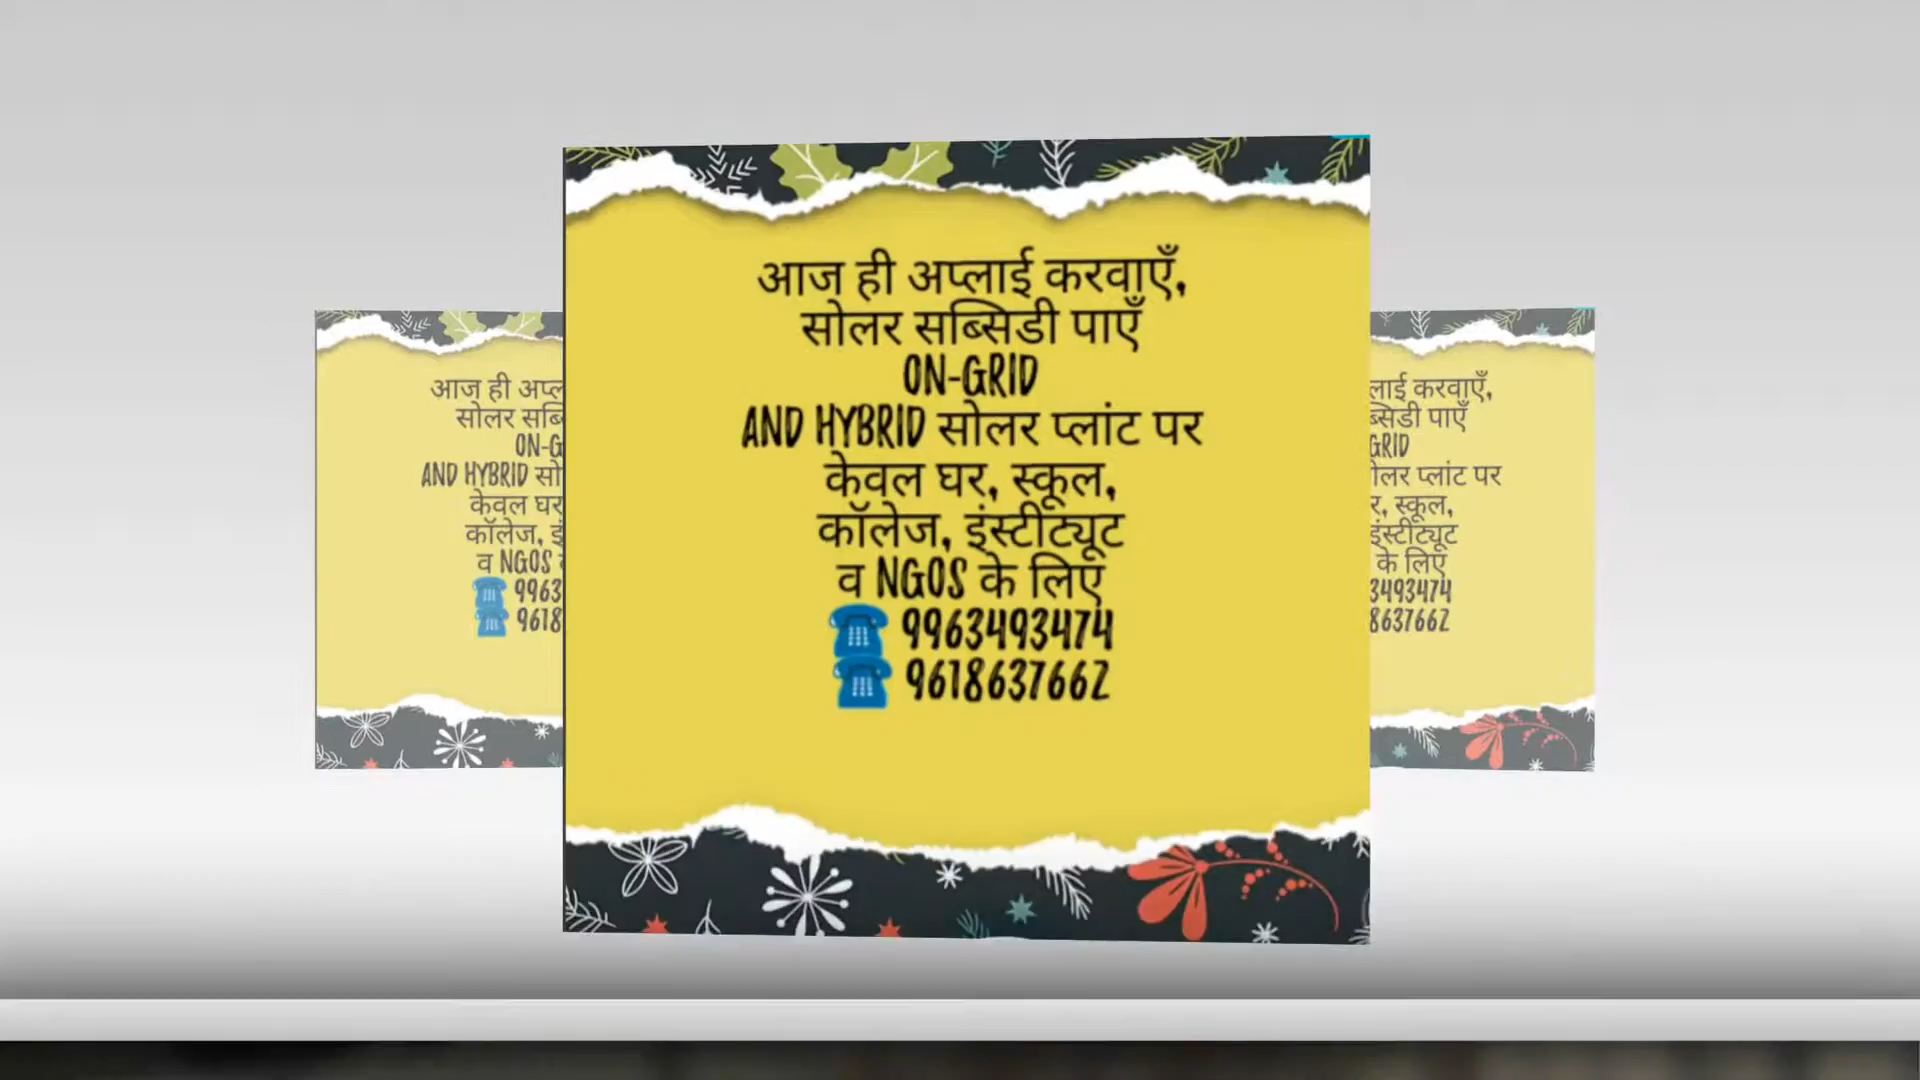 आज ही अप्लाई करवाएँ,
सोलर सब्सिडी पाएँ
ON-GRID
AND HYBRID सोलर प्लांट पर
केवल घर, स्कूल,
कॉलेज, इंस्टीट्यूट
व NGOS के लिए
9963493474
9618637662